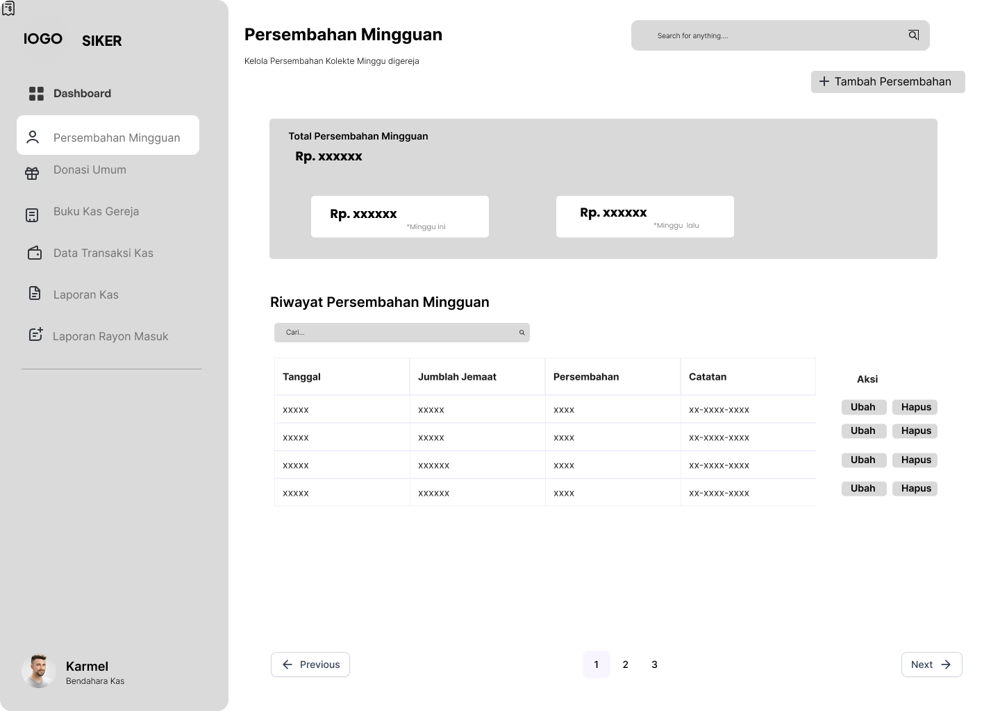 lOGO
SIKER
Dashboard
Persembahan Mingguan
Donasi Umum
Buku Kas Gereja
Data Transaksi Kas
Laporan Kas
Laporan Rayon Masuk
Karmel
Bendahara Kas
Persembahan Mingguan
Kelola Persembahan Kolekte Minggu digereja
Search for anything....
Tambah Persembahan
Total Persembahan Mingguan
Rp. xxxxxx
Rp. xxxxxx
*Minggu ini
Rp. xxxxxx
*Minggu lalu
Riwayat Persembahan Mingguan
Cari...
Tanggal Jumblah Jemaat Persembahan Catatan Aksi
xxxxx xxxxx xxxx xx-xxxx-xxxx Ubah Hapus
xxxxx xxxxx xxxx xx-xxxx-xxxx Ubah Hapus
xxxxx xxxxxx xxxx xx-xxxx-xxxx Ubah Hapus
xxxxx xxxxxx xxxx xx-xxxx-xxxx Ubah Hapus
Previous 1 2 3 Next